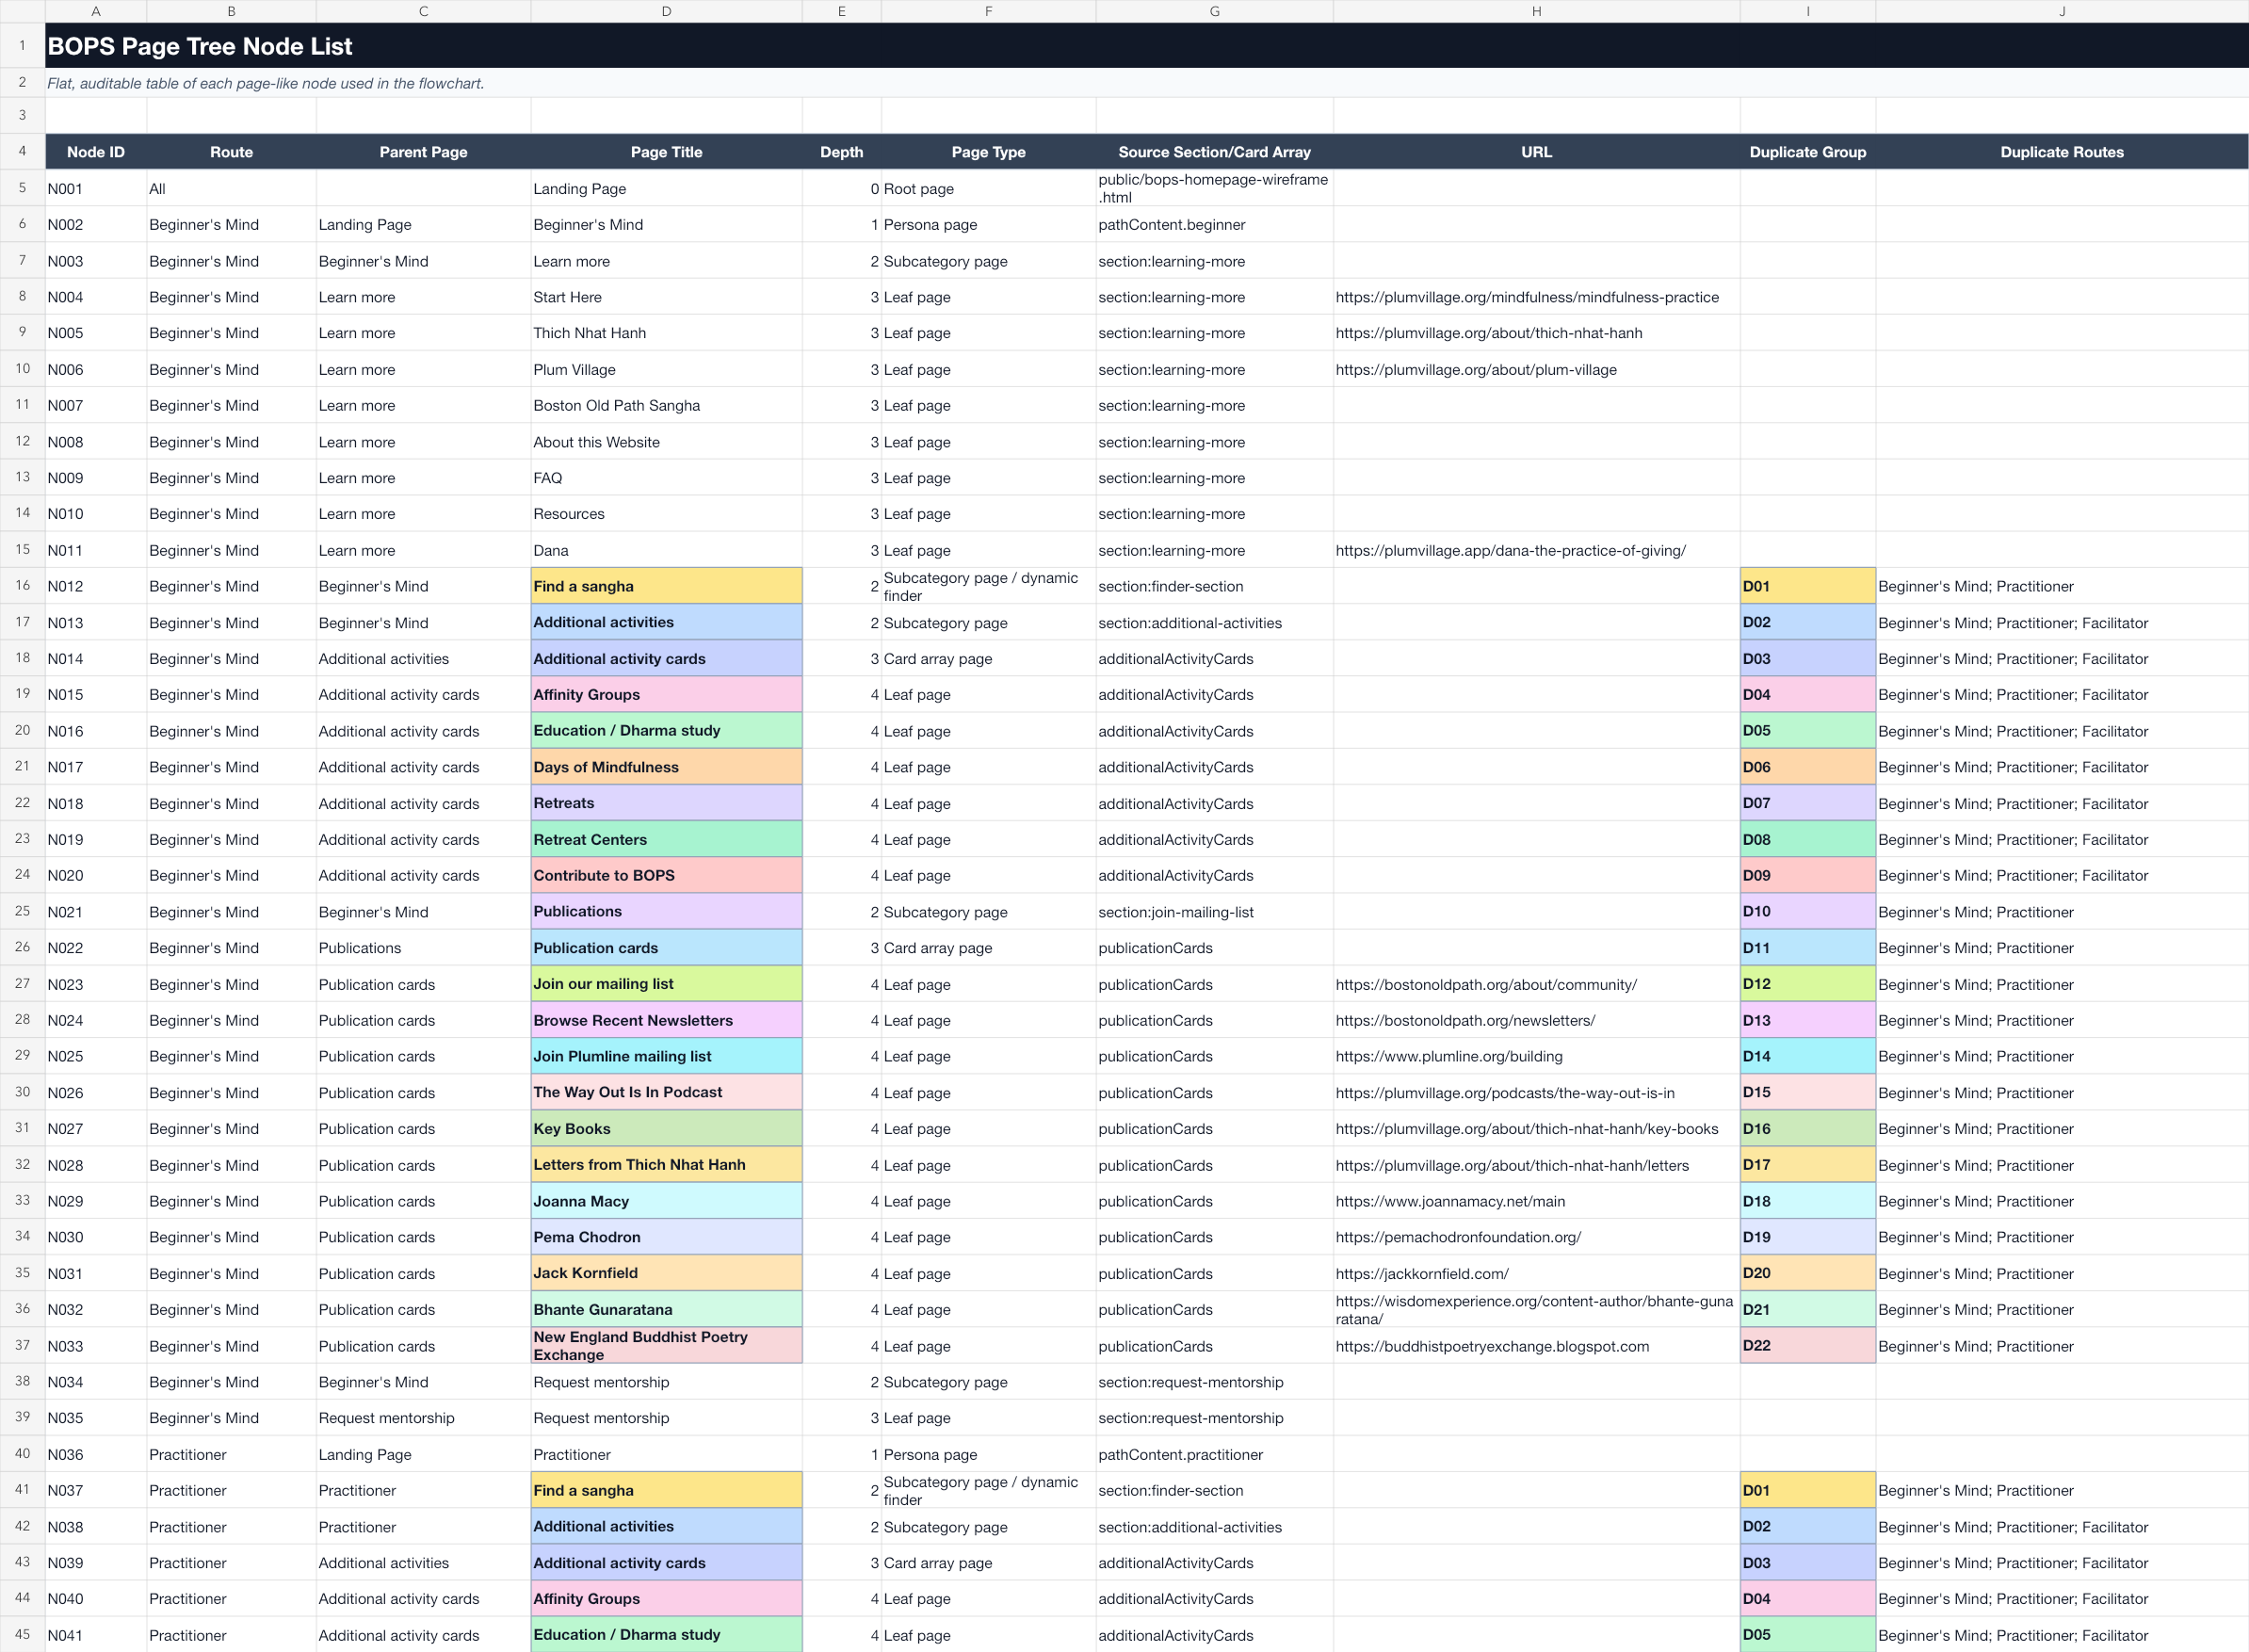 A B C D E F G H I J
1 BOPS Page Tree Node List
2 Flat, auditable table of each page-like node used in the flowchart.
3
4 Node ID Route Parent Page Page Title Depth Page Type Source Section/Card Array URL Duplicate Group Duplicate Routes
5 N001 All Landing Page 0 Root page public/bops-homepage-wireframe
.html
6 N002 Beginner's Mind Landing Page Beginner's Mind 1 Persona page pathContent.beginner
7 N003 Beginner's Mind Beginner's Mind Learn more 2 Subcategory page section:learning-more
8 N004 Beginner's Mind Learn more Start Here 3 Leaf page section:learning-more https://plumvillage.org/mindfulness/mindfulness-practice
9 N005 Beginner's Mind Learn more Thich Nhat Hanh 3 Leaf page section:learning-more https://plumvillage.org/about/thich-nhat-hanh
10 N006 Beginner's Mind Learn more Plum Village 3 Leaf page section:learning-more https://plumvillage.org/about/plum-village
11 N007 Beginner's Mind Learn more Boston Old Path Sangha 3 Leaf page section:learning-more
12 N008 Beginner's Mind Learn more About this Website 3 Leaf page section:learning-more
13 N009 Beginner's Mind Learn more FAQ 3 Leaf page section:learning-more
14 N010 Beginner's Mind Learn more Resources 3 Leaf page section:learning-more
15 N011 Beginner's Mind Learn more Dana 3 Leaf page section:learning-more https://plumvillage.app/dana-the-practice-of-giving/
16 N012 Beginner's Mind Beginner's Mind Find a sangha 2 Subcategory page / dynamic section:finder-section D01 Beginner's Mind; Practitioner
finder
17 N013 Beginner's Mind Beginner's Mind Additional activities 2 Subcategory page section:additional-activities D02 Beginner's Mind; Practitioner; Facilitator
18 N014 Beginner's Mind Additional activities Additional activity cards 3 Card array page additionalActivityCards D03 Beginner's Mind; Practitioner; Facilitator
19 N015 Beginner's Mind Additional activity cards Affinity Groups 4 Leaf page additionalActivityCards D04 Beginner's Mind; Practitioner; Facilitator
20 N016 Beginner's Mind Additional activity cards Education / Dharma study 4 Leaf page additionalActivityCards D05 Beginner's Mind; Practitioner; Facilitator
21 N017 Beginner's Mind Additional activity cards Days of Mindfulness 4 Leaf page additionalActivityCards D06 Beginner's Mind; Practitioner; Facilitator
22 N018 Beginner's Mind Additional activity cards Retreats 4 Leaf page additionalActivityCards D07 Beginner's Mind; Practitioner; Facilitator
23 N019 Beginner's Mind Additional activity cards Retreat Centers 4 Leaf page additionalActivityCards D08 Beginner's Mind; Practitioner; Facilitator
24 N020 Beginner's Mind Additional activity cards Contribute to BOPS 4 Leaf page additionalActivityCards D09 Beginner's Mind; Practitioner; Facilitator
25 N021 Beginner's Mind Beginner's Mind Publications 2 Subcategory page section:join-mailing-list D10 Beginner's Mind; Practitioner
26 N022 Beginner's Mind Publications Publication cards 3 Card array page publicationCards D11 Beginner's Mind; Practitioner
27 N023 Beginner's Mind Publication cards Join our mailing list 4 Leaf page publicationCards https://bostonoldpath.org/about/community/ D12 Beginner's Mind; Practitioner
28 N024 Beginner's Mind Publication cards Browse Recent Newsletters 4 Leaf page publicationCards https://bostonoldpath.org/newsletters/ D13 Beginner's Mind; Practitioner
29 N025 Beginner's Mind Publication cards Join Plumline mailing list 4 Leaf page publicationCards https://www.plumline.org/building D14 Beginner's Mind; Practitioner
30 N026 Beginner's Mind Publication cards The Way Out Is In Podcast 4 Leaf page publicationCards https://plumvillage.org/podcasts/the-way-out-is-in D15 Beginner's Mind; Practitioner
31 N027 Beginner's Mind Publication cards Key Books 4 Leaf page publicationCards https://plumvillage.org/about/thich-nhat-hanh/key-books D16 Beginner's Mind; Practitioner
32 N028 Beginner's Mind Publication cards Letters from Thich Nhat Hanh 4 Leaf page publicationCards https://plumvillage.org/about/thich-nhat-hanh/letters D17 Beginner's Mind; Practitioner
33 N029 Beginner's Mind Publication cards Joanna Macy 4 Leaf page publicationCards https://www.joannamacy.net/main D18 Beginner's Mind; Practitioner
34 N030 Beginner's Mind Publication cards Pema Chodron 4 Leaf page publicationCards https://pemachodronfoundation.org/ D19 Beginner's Mind; Practitioner
35 N031 Beginner's Mind Publication cards Jack Kornfield 4 Leaf page publicationCards https://jackkornfield.com/ D20 Beginner's Mind; Practitioner
36 N032 Beginner's Mind Publication cards Bhante Gunaratana 4 Leaf page publicationCards https://wisdomexperience.org/content-author/bhante-guna D21 Beginner's Mind; Practitioner
ratana/
37 N033 Beginner's Mind Publication cards New England Buddhist Poetry 4 Leaf page publicationCards https://buddhistpoetryexchange.blogspot.com D22 Beginner's Mind; Practitioner
Exchange
38 N034 Beginner's Mind Beginner's Mind Request mentorship 2 Subcategory page section:request-mentorship
39 N035 Beginner's Mind Request mentorship Request mentorship 3 Leaf page section:request-mentorship
40 N036 Practitioner Landing Page Practitioner 1 Persona page pathContent.practitioner
41 N037 Practitioner Practitioner Find a sangha 2 Subcategory page / dynamic section:finder-section D01 Beginner's Mind; Practitioner
finder
42 N038 Practitioner Practitioner Additional activities 2 Subcategory page section:additional-activities D02 Beginner's Mind; Practitioner; Facilitator
43 N039 Practitioner Additional activities Additional activity cards 3 Card array page additionalActivityCards D03 Beginner's Mind; Practitioner; Facilitator
44 N040 Practitioner Additional activity cards Affinity Groups 4 Leaf page additionalActivityCards D04 Beginner's Mind; Practitioner; Facilitator
45 N041 Practitioner Additional activity cards Education / Dharma study 4 Leaf page additionalActivityCards D05 Beginner's Mind; Practitioner; Facilitator